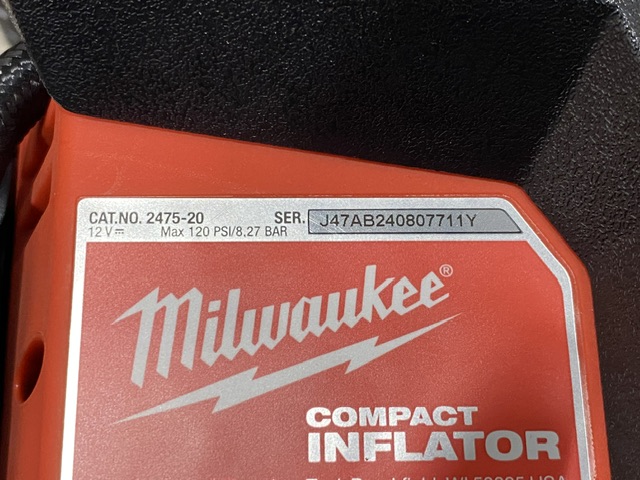 CAT.NO. 2475-20 SER. J47AB240807711Y
12 V⎓ Max 120 PSI/8,27 BAR
Milwaukee®
COMPACT
INFLATOR